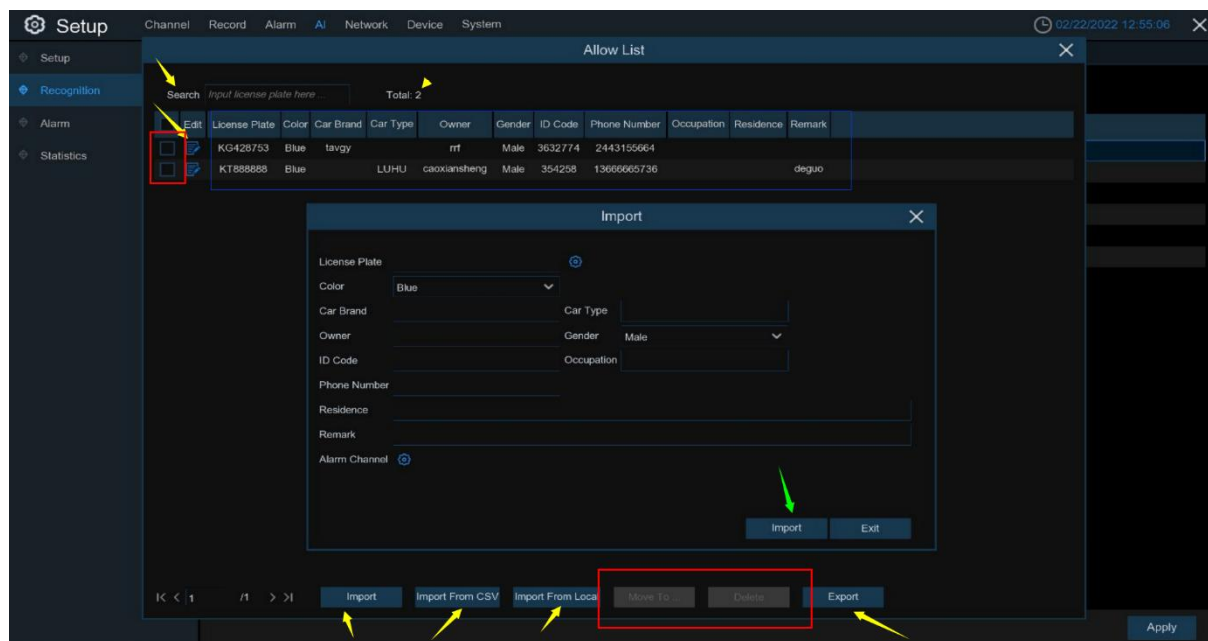 Setup Channel Record Alarm AI Network Device System 02/22/2022 12:55:06
Allow List
Setup
Recognition
Alarm
Statistics
Search Input license plate here ... Total: 2
Edit License Plate Color Car Brand Car Type Owner Gender ID Code Phone Number Occupation Residence Remark
KG428753 Blue tavgy rrf Male 3632774 2443155664
KT888888 Blue LUHU caoxiansheng Male 354258 13666665736 deguo
Import
License Plate
Color Blue
Car Brand Car Type
Owner Gender Male
ID Code Occupation
Phone Number
Residence
Remark
Alarm Channel
Import Exit
1 /1 Import Import From CSV Import From Local Move To ... Delete Export
Apply